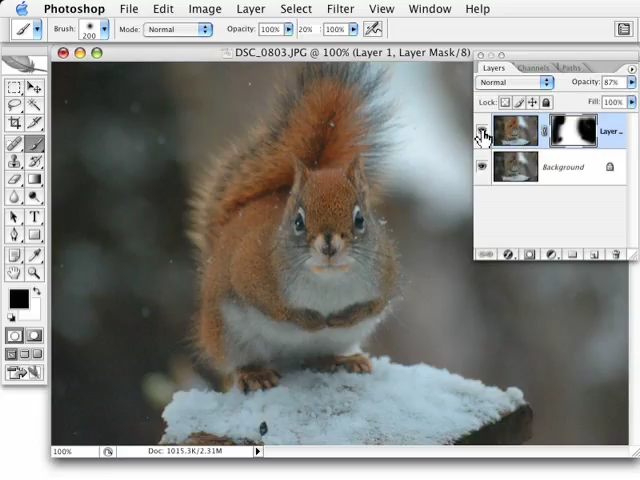 Photoshop File Edit Image Layer Select Filter View Window Help
Brush: 200 Mode: Normal Opacity: 100% 20% : 100%
DSC_0803.JPG @ 100% (Layer 1, Layer Mask/8)
Layers Channels Paths
Normal Opacity: 87%
Lock: Fill: 100%
Layer ...
Background
T
100% Doc: 1015.3K/2.31M